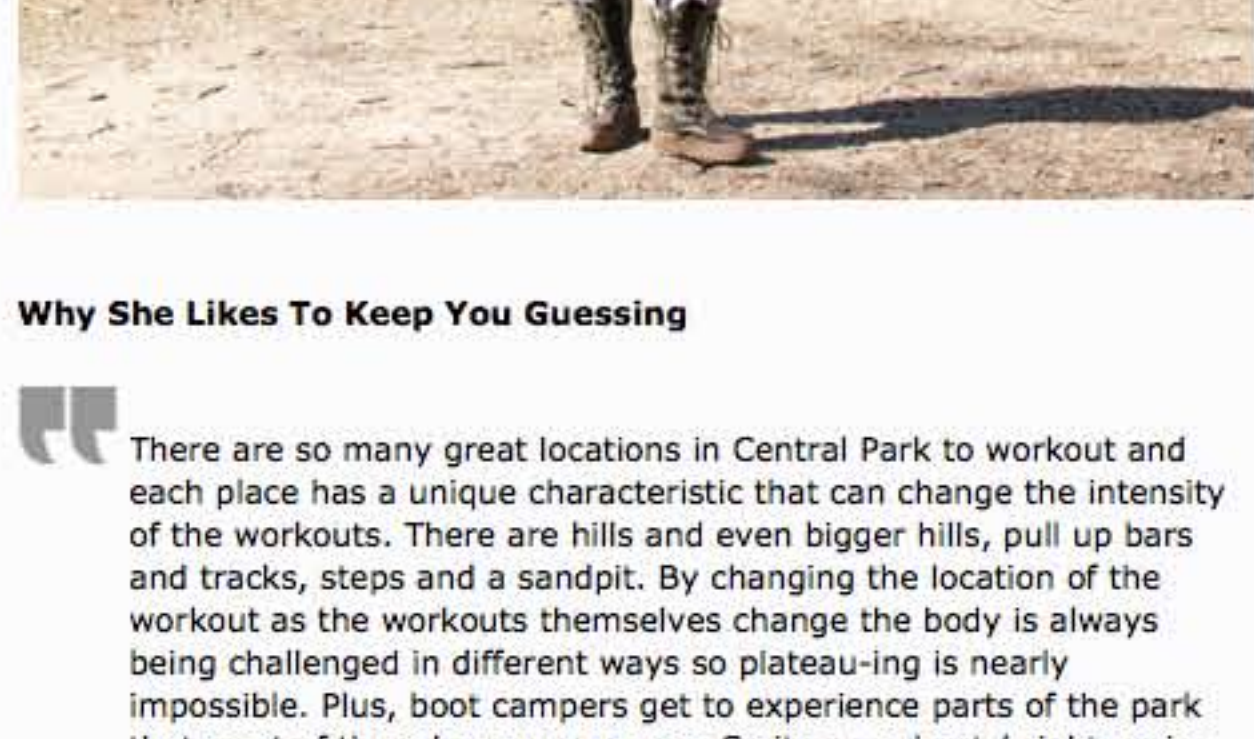 Why She Likes To Keep You Guessing
There are so many great locations in Central Park to workout and
each place has a unique characteristic that can change the intensity
of the workouts. There are hills and even bigger hills, pull up bars
and tracks, steps and a sandpit. By changing the location of the
workout as the workouts themselves change the body is always
being challenged in different ways so plateau-ing is nearly
impossible. Plus, boot campers get to experience parts of the park